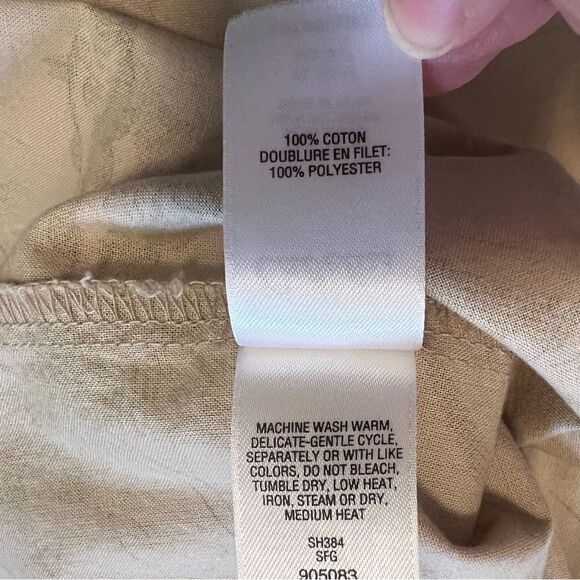 100% COTON
DOUBLURE EN FILET:
100% POLYESTER
MACHINE WASH WARM,
DELICATE-GENTLE CYCLE,
SEPARATELY OR WITH LIKE
COLORS, DO NOT BLEACH,
TUMBLE DRY, LOW HEAT,
IRON, STEAM OR DRY,
MEDIUM HEAT
SH384
SFG
905083